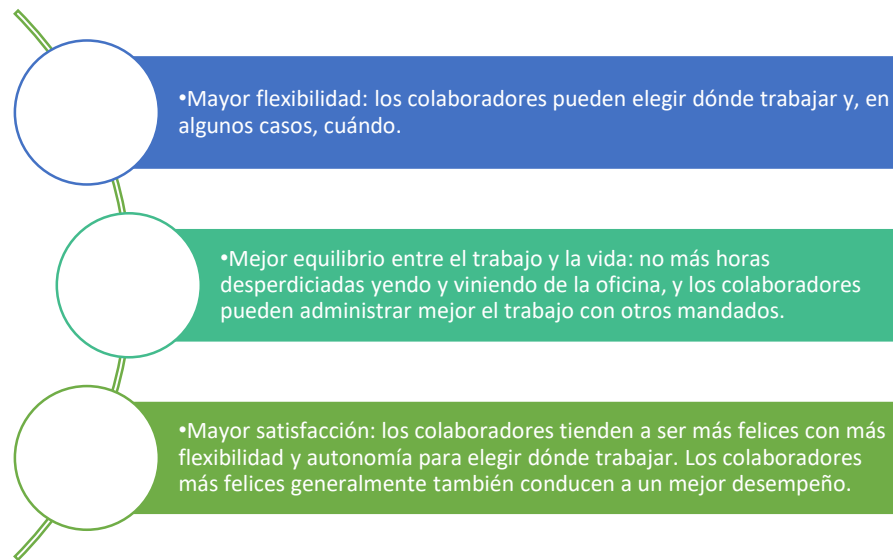 •Mayor flexibilidad: los colaboradores pueden elegir dónde trabajar y, en
algunos casos, cuándo.
•Mejor equilibrio entre el trabajo y la vida: no más horas
desperdiciadas yendo y viniendo de la oficina, y los colaboradores
pueden administrar mejor el trabajo con otros mandados.
•Mayor satisfacción: los colaboradores tienden a ser más felices con más
flexibilidad y autonomía para elegir dónde trabajar. Los colaboradores
más felices generalmente también conducen a un mejor desempeño.